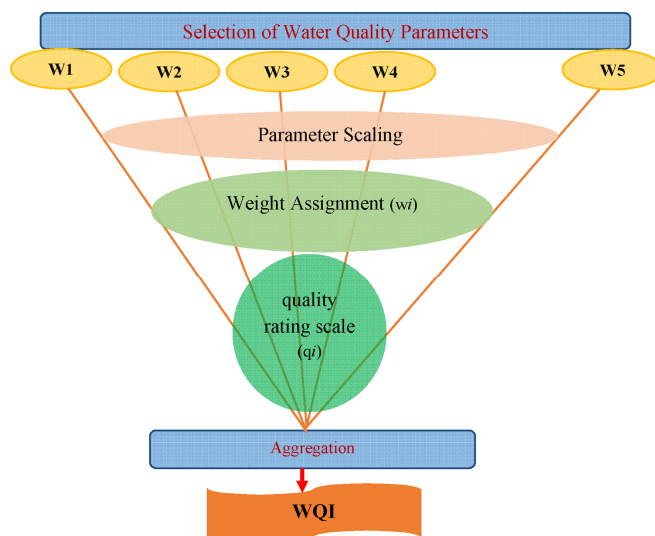 Selection of Water Quality Parameters
W1 W2 W3 W4 W5
Parameter Scaling
Weight Assignment (wi)
quality
rating scale
(qi)
Aggregation
WQI